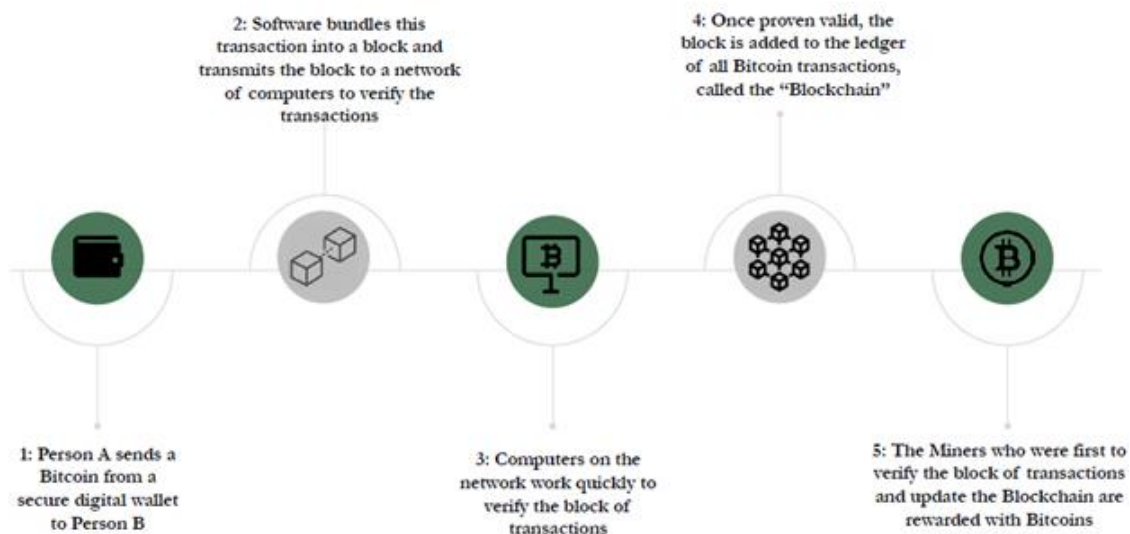 1: Person A sends a
Bitcoin from a
secure digital wallet
to Person B
2: Software bundles this
transaction into a block and
transmits the block to a network
of computers to verify the
transactions
3: Computers on the
network work quickly to
verify the block of
transactions
4: Once proven valid, the
block is added to the ledger
of all Bitcoin transactions,
called the “Blockchain”
5: The Miners who were first to
verify the block of transactions
and update the Blockchain are
rewarded with Bitcoins